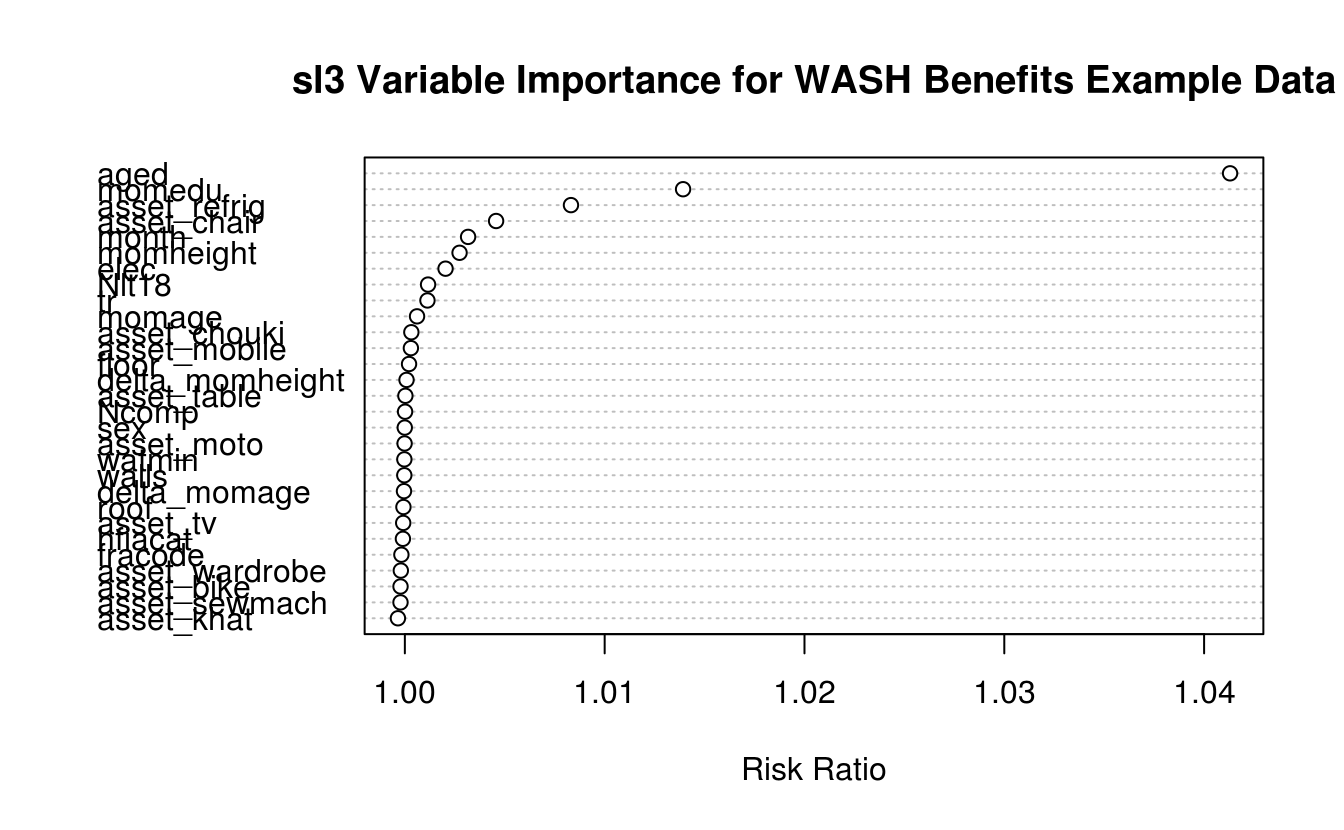 sl3 Variable Importance for WASH Benefits Example Data
aged
momedu
asset_refrig
asset_chair
month
momheight
elec
Nlt18
tr
momage
asset_chouki
asset_mobile
floor
delta_momheight
asset_table
Ncomp
sex
asset_moto
watmin
walls
delta_momage
roof
asset_tv
hfiacat
fracode
asset_wardrobe
asset_bike
asset_sewmach
asset_khat
1.00 1.01 1.02 1.03 1.04
Risk Ratio